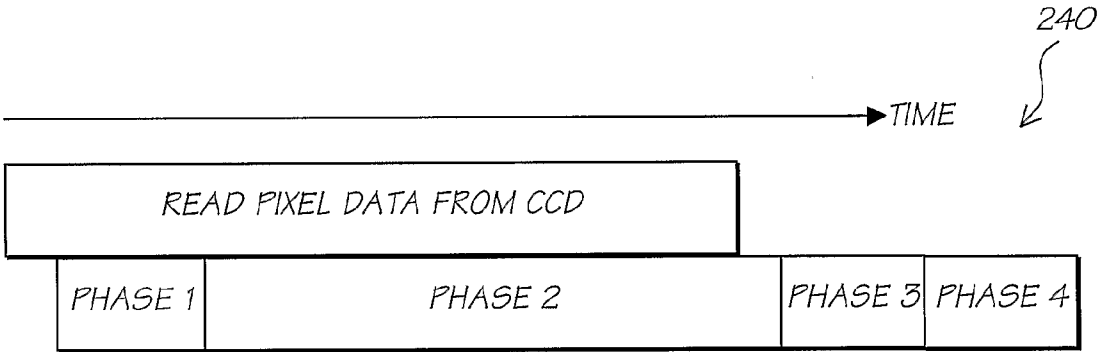 240
TIME
READ PIXEL DATA FROM CCD
PHASE 1 PHASE 2 PHASE 3 PHASE 4